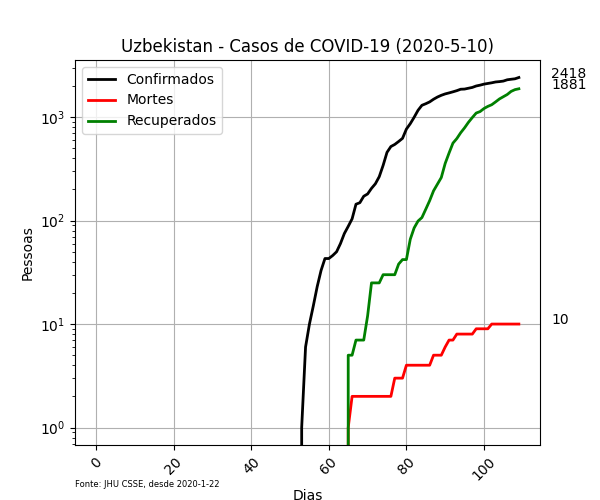 Uzbekistan - Casos de COVID-19 (2020-5-10)
Confirmados
Mortes
Recuperados
2418
1881
10
Pessoas
10³
10²
10¹
10⁰
0
20
40
60
80
100
Fonte: JHU CSSE, desde 2020-1-22
Dias